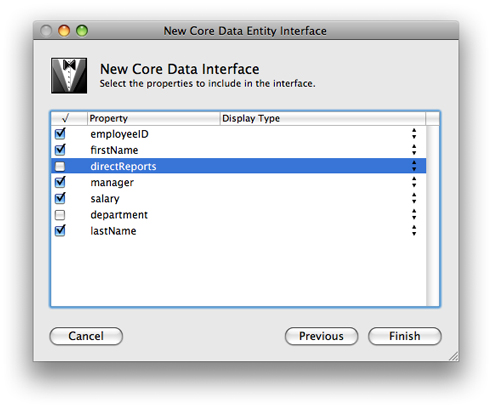 New Core Data Entity Interface
New Core Data Interface
Select the properties to include in the interface.
√ Property Display Type
employeeID
firstName
directReports
manager
salary
department
lastName
Cancel Previous Finish